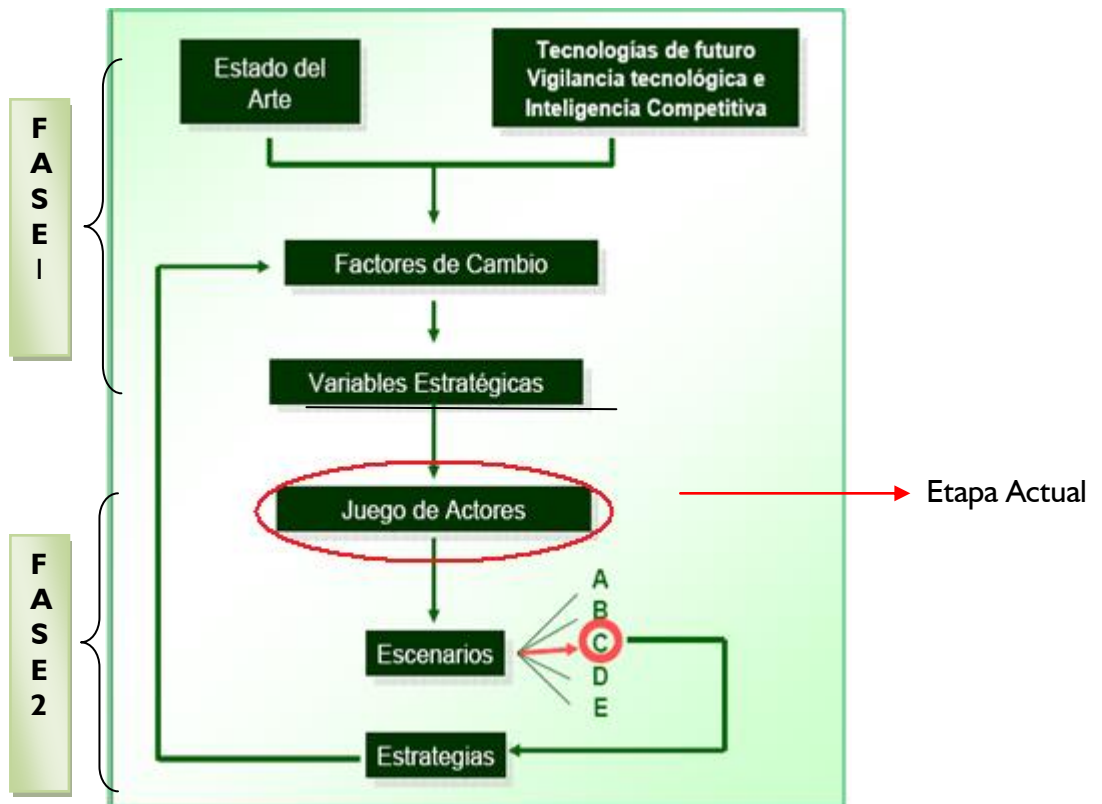 Estado del
Arte
Tecnologías de futuro
Vigilancia tecnológica e
Inteligencia Competitiva
F
A
S
E
I
Factores de Cambio
Variables Estratégicas
Juego de Actores
Etapa Actual
F
A
S
E
2
Escenarios
A
B
C
D
E
Estrategias